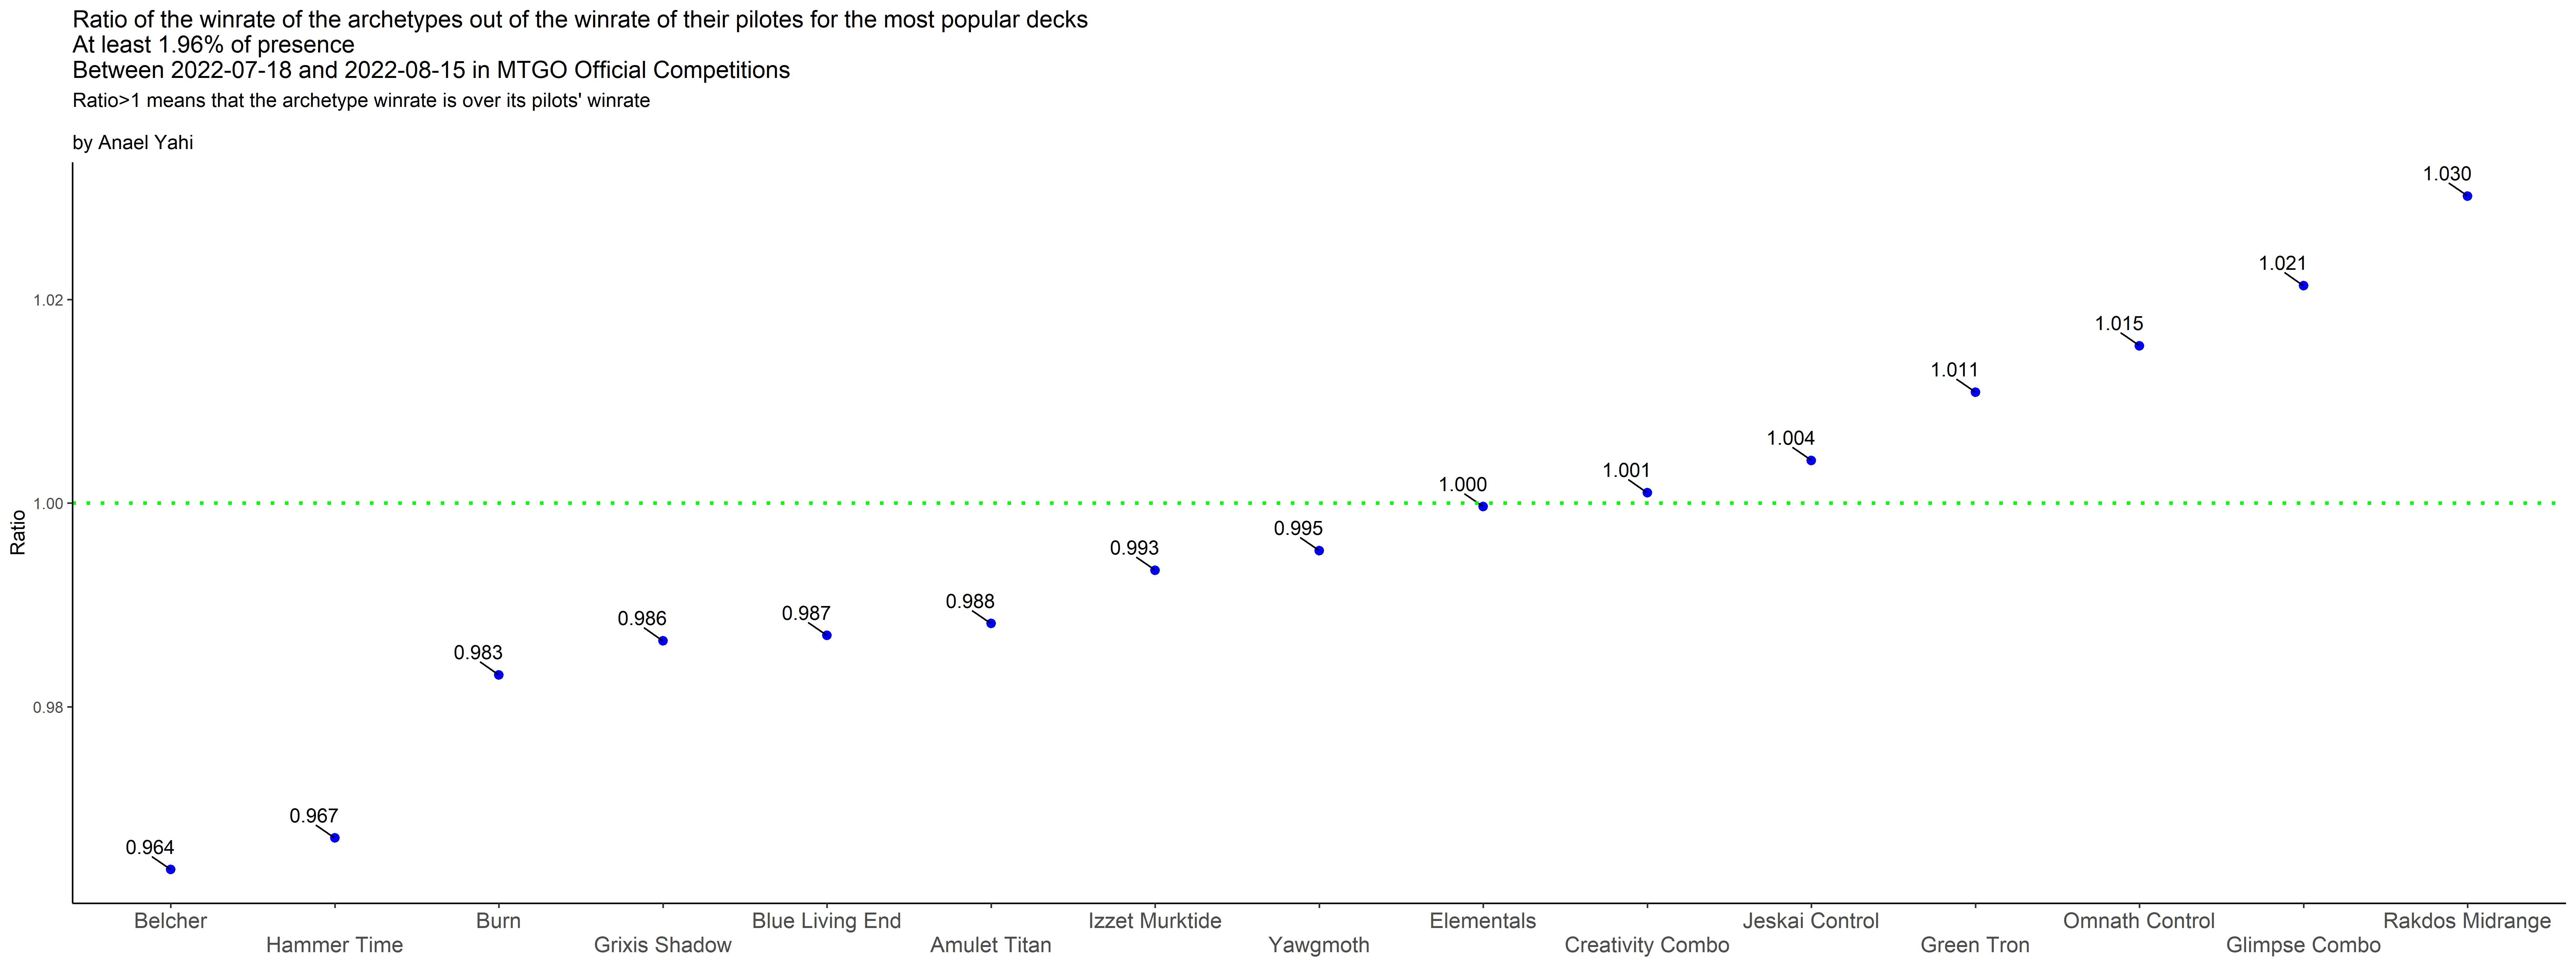 Ratio of the winrate of the archetypes out of the winrate of their pilotes for the most popular decks
At least 1.96% of presence
Between 2022-07-18 and 2022-08-15 in MTGO Official Competitions
Ratio>1 means that the archetype winrate is over its pilots' winrate
by Anael Yahi
1.030
1.021
1.02
1.015
1.011
1.004
1.001
1.000
1.00
Ratio
0.995
0.993
0.988
0.987
0.986
0.983
0.98
0.967
0.964
Belcher
Hammer Time
Burn
Grixis Shadow
Blue Living End
Amulet Titan
Izzet Murktide
Yawgmoth
Elementals
Creativity Combo
Jeskai Control
Green Tron
Omnath Control
Glimpse Combo
Rakdos Midrange